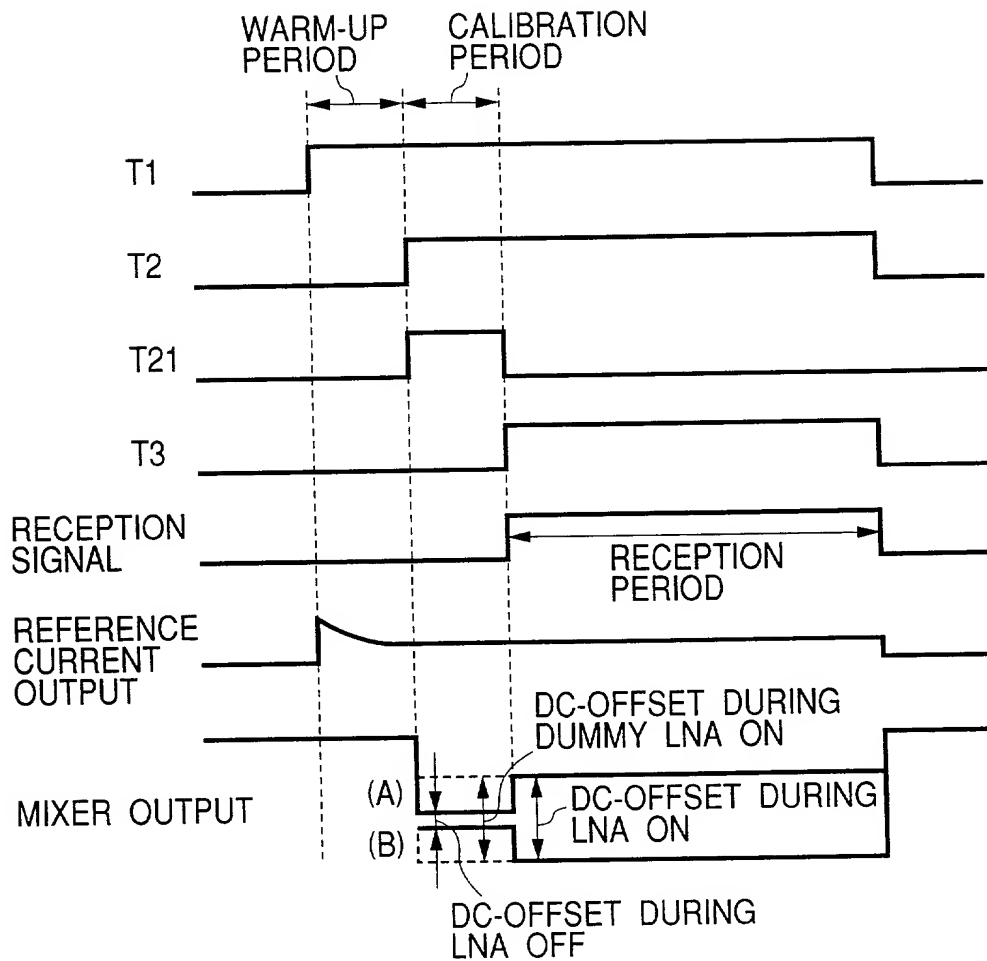 WARM-UP
PERIOD
CALIBRATION
PERIOD
T1
T2
T21
T3
RECEPTION
SIGNAL
RECEPTION
PERIOD
REFERENCE
CURRENT
OUTPUT
DC-OFFSET DURING
DUMMY LNA ON
MIXER OUTPUT
(A)
(B)
DC-OFFSET DURING
LNA ON
DC-OFFSET DURING
LNA OFF